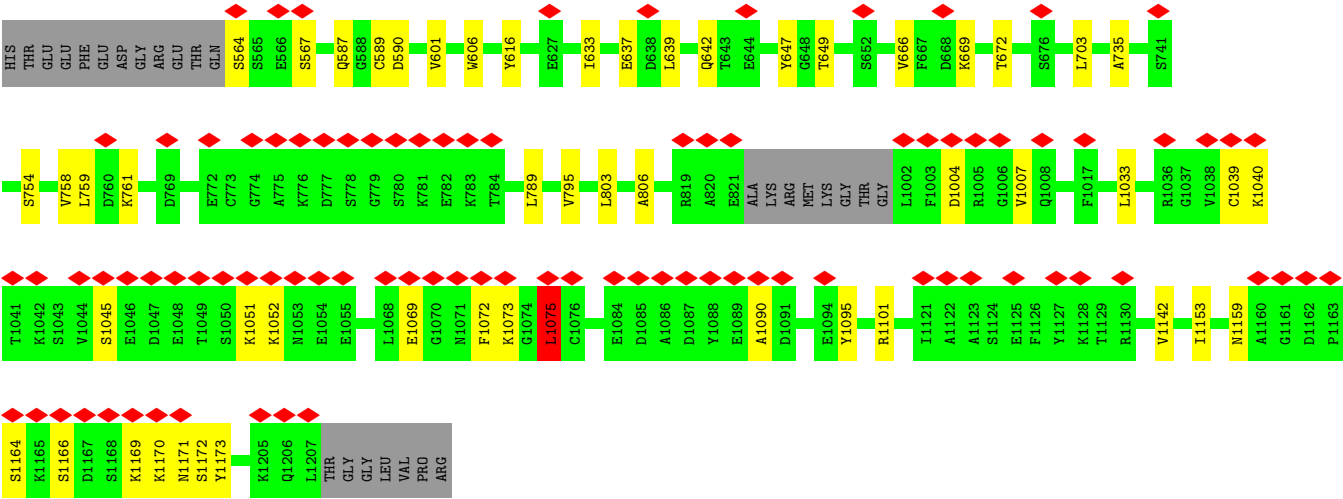 HIS THR GLU GLU PHE GLU ASP GLY ARG GLU THR GLN S564 S565 E566 S567 Q587 G588 C589 D590 V601 W606 Y616 E627 I633 E637 D638 L639 Q642 T643 E644 Y647 G648 T649 S652 V666 F667 D668 K669 T672 S676 L703 A735 S741
S754 V758 L759 D760 K761 D769 E772 C773 G774 A775 K776 D777 S778 G779 S780 K781 E782 K783 T784 L789 V795 L803 A806 R819 A820 E821 ALA LYS ARG MET LYS GLY THR GLY L1002 F1003 D1004 R1005 G1006 V1007 Q1008 F1017 L1033 R1036 G1037 V1038 C1039 K1040
T1041 K1042 S1043 V1044 S1045 E1046 D1047 E1048 T1049 S1050 K1051 K1052 N1053 E1054 E1055 L1068 E1069 G1070 N1071 F1072 K1073 G1074 L1075 C1076 E1084 D1085 A1086 D1087 Y1088 E1089 A1090 D1091 E1094 Y1095 R1101 I1121 A1122 A1123 S1124 E1125 F1126 Y1127 K1128 T1129 R1130 V1142 I1153 N1159 A1160 G1161 D1162 P1163
S1164 K1165 S1166 D1167 S1168 K1169 K1170 N1171 S1172 Y1173 K1205 Q1206 L1207 THR GLY GLY LEU VAL PRO ARG